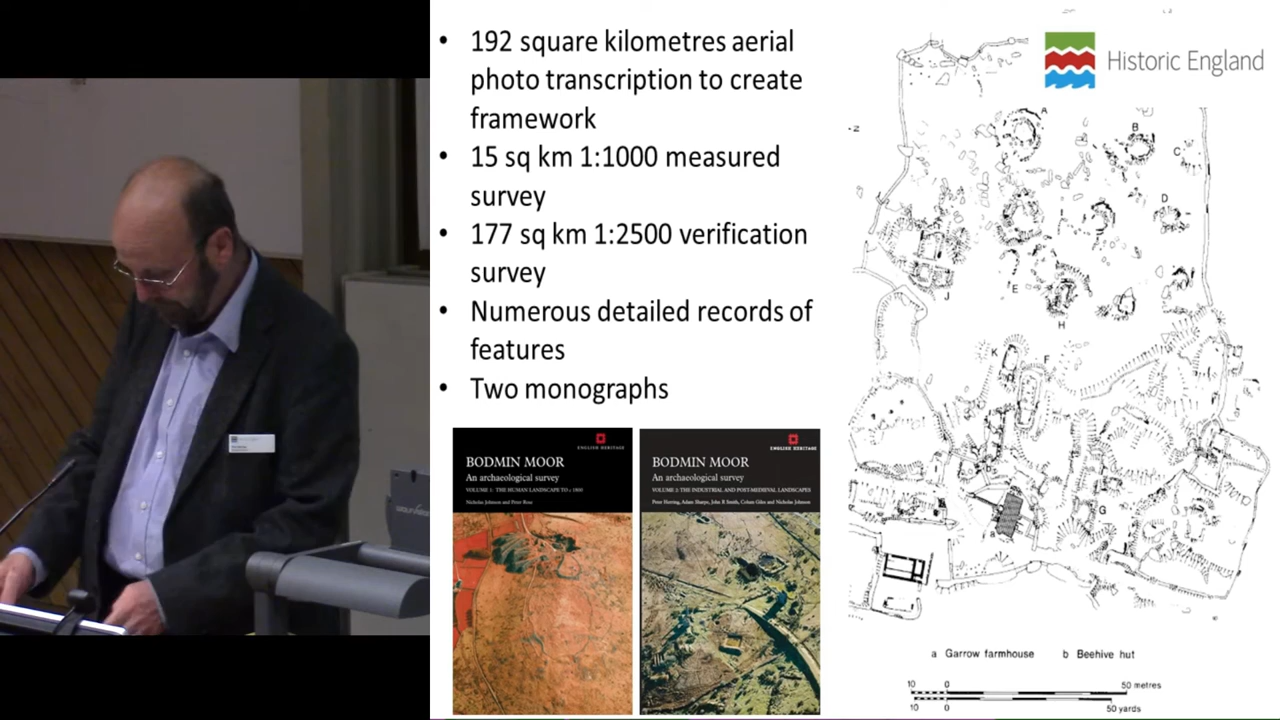 • 192 square kilometres aerial
photo transcription to create
framework
• 15 sq km 1:1000 measured
survey
• 177 sq km 1:2500 verification
survey
• Numerous detailed records of
features
• Two monographs
ENGLISH HERITAGE
BODMIN MOOR
An archaeological survey
VOLUME 1: THE HUMAN LANDSCAPE TO c 1800
Nicholas Johnson and Peter Rose
ENGLISH HERITAGE
BODMIN MOOR
An archaeological survey
VOLUME 2: THE INDUSTRIAL AND POST-MEDIEVAL LANDSCAPES
Peter Herring, Adam Sharpe, John R Smith, Colum Giles and Nicholas Johnson
Historic England
A
B
C
D
I
E
J
H
K
F
G
a
a Garrow farmhouse b Beehive hut
10 0 50 metres
10 0 50 yards